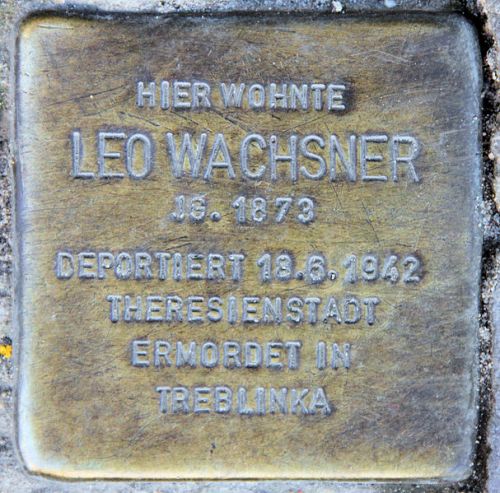 HIER WOHNTE
LEO WACHSNER
JG. 1873
DEPORTIERT 18.6.1942
THERESIENSTADT
ERMORDET IN
TREBLINKA